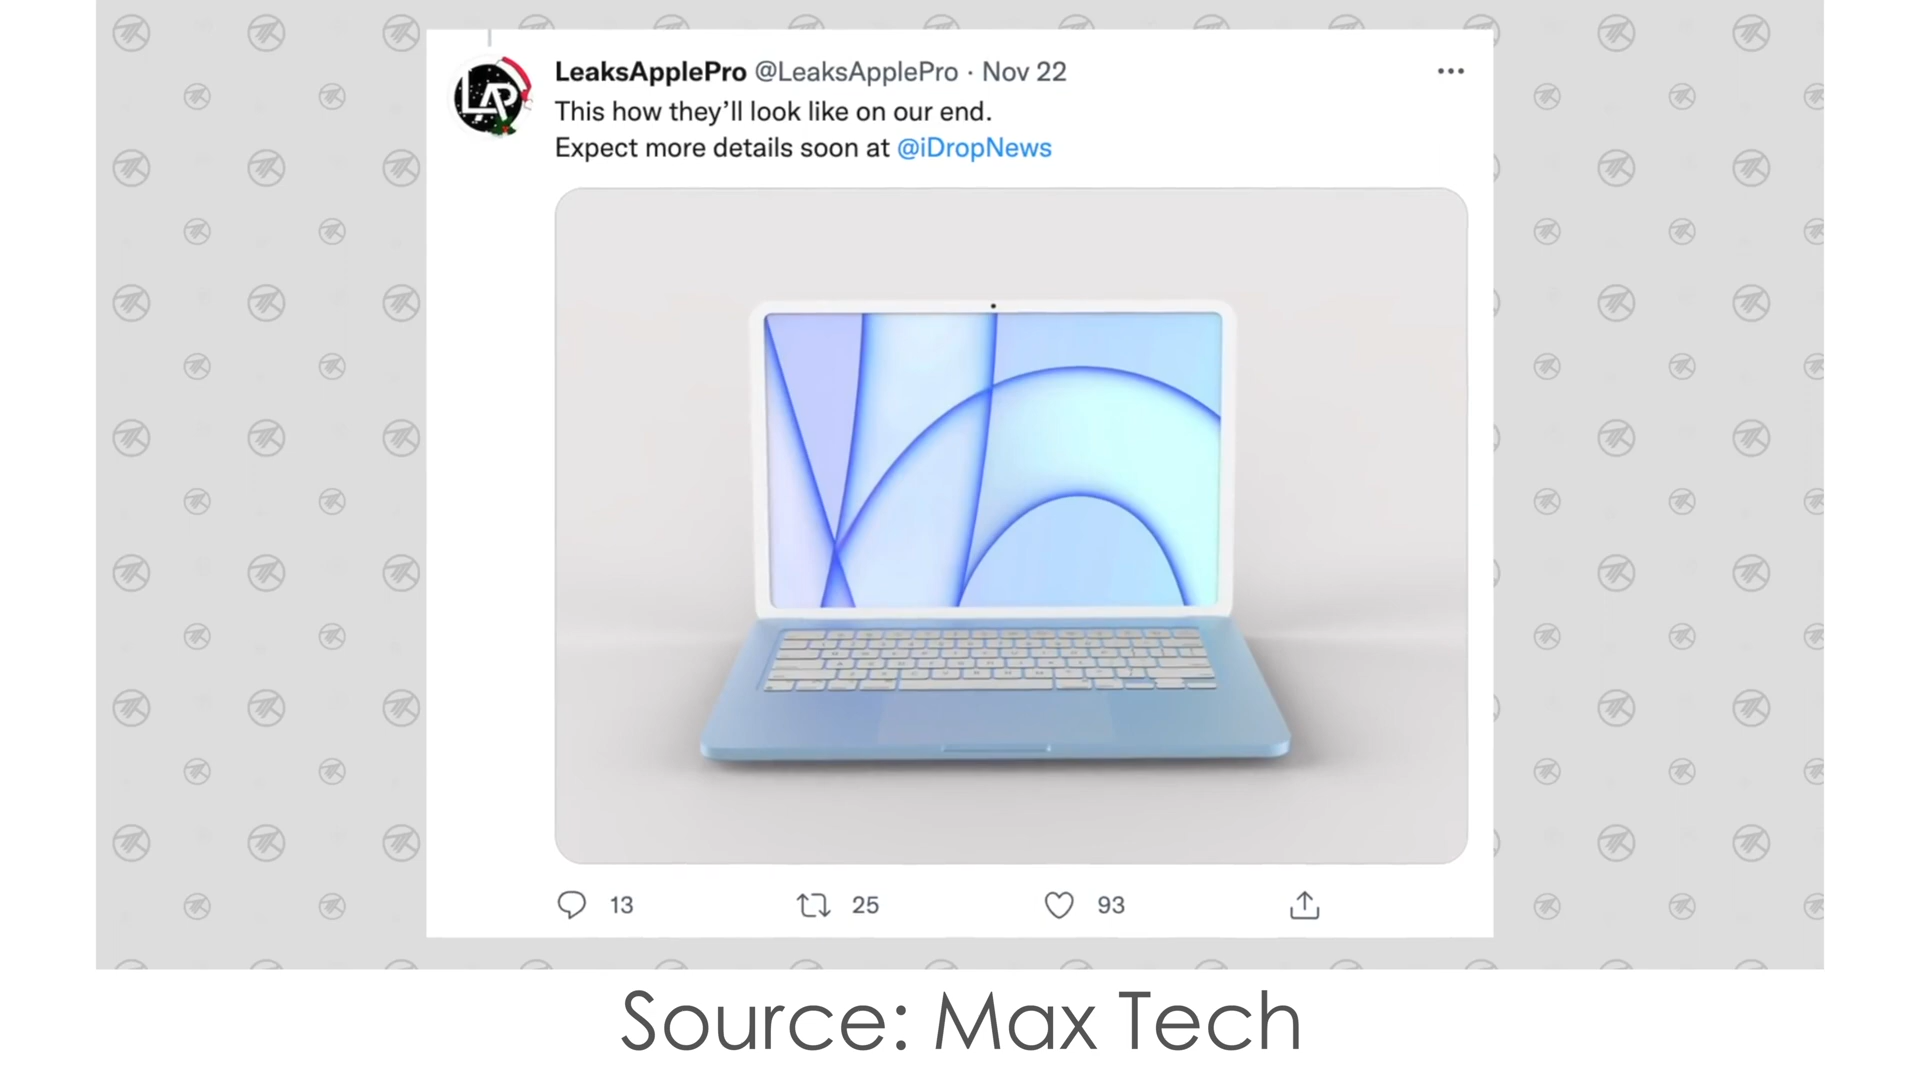 LAP
LeaksApplePro @LeaksApplePro · Nov 22
This how they’ll look like on our end.
Expect more details soon at @iDropNews
13 25 93
Source: Max Tech